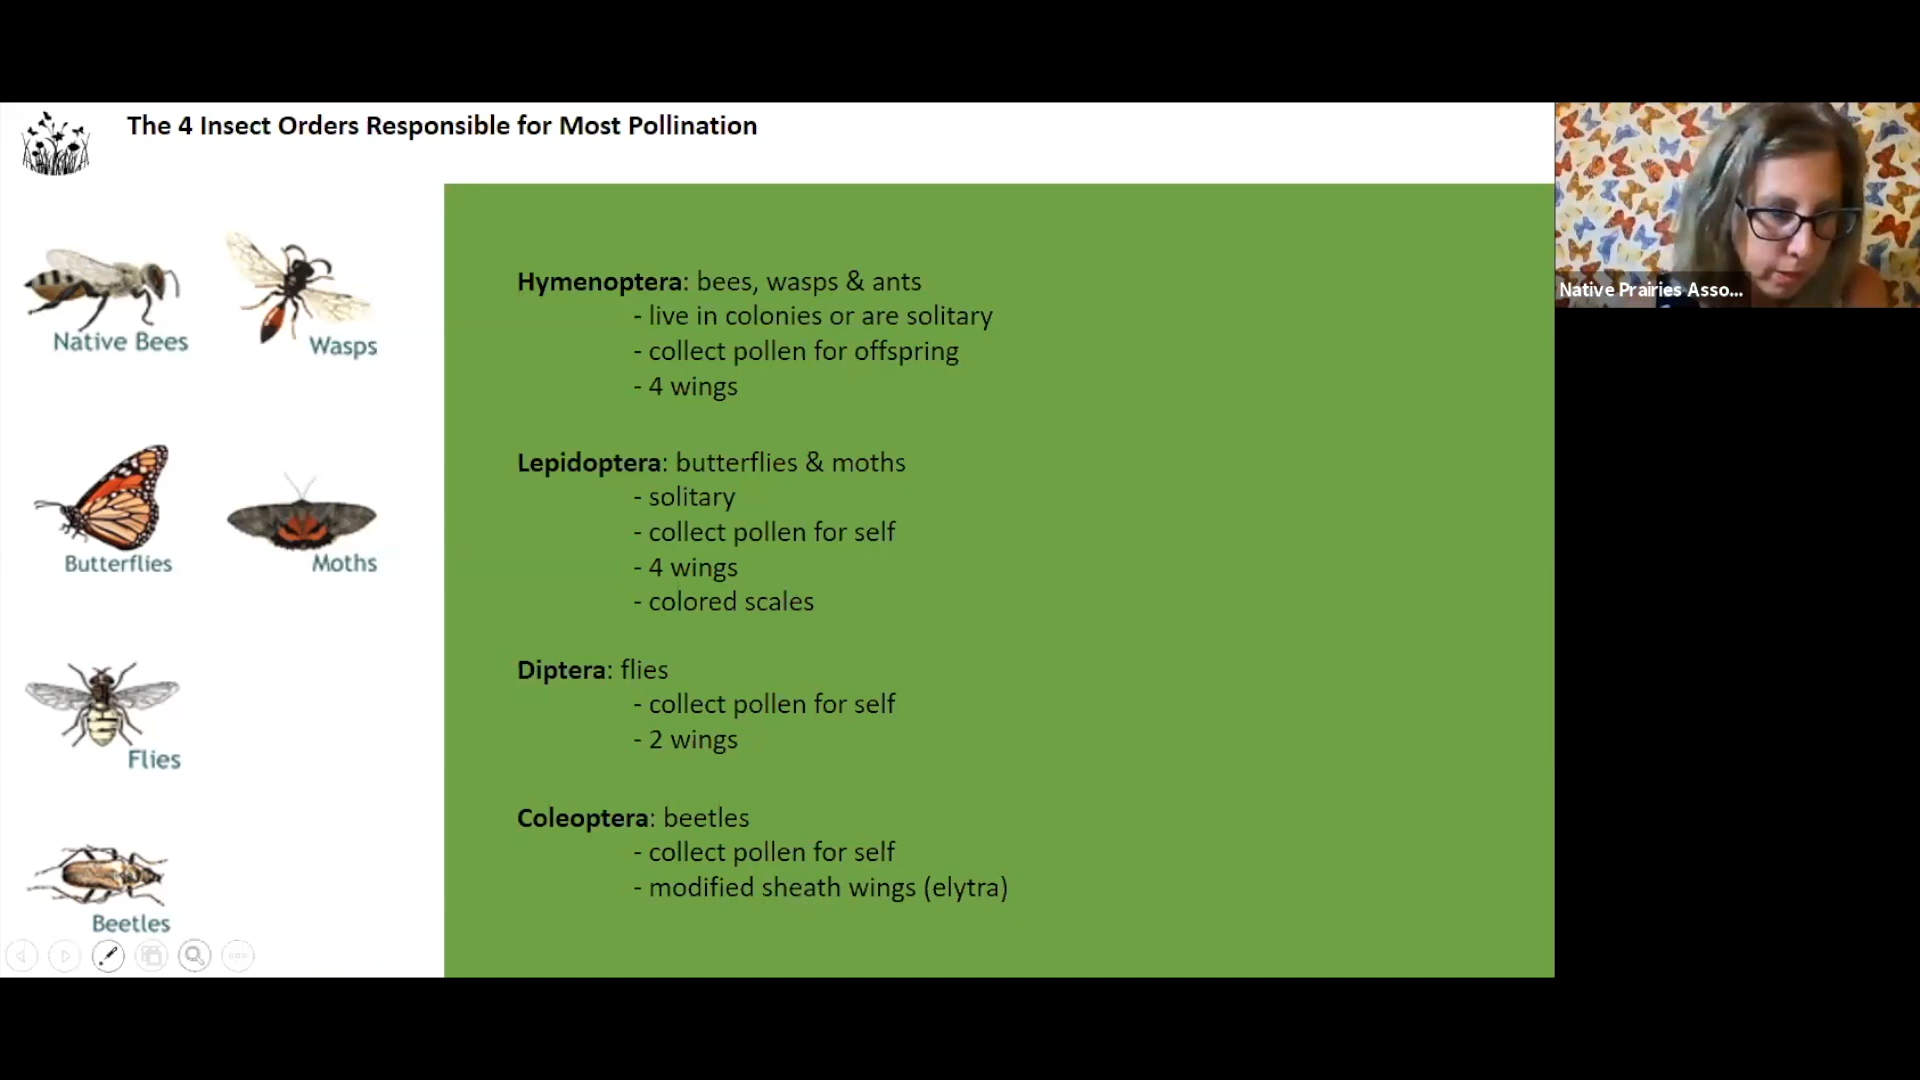 The 4 Insect Orders Responsible for Most Pollination
Native Bees
Wasps
Butterflies
Moths
Flies
Beetles
Hymenoptera: bees, wasps & ants
- live in colonies or are solitary
- collect pollen for offspring
- 4 wings
Lepidoptera: butterflies & moths
- solitary
- collect pollen for self
- 4 wings
- colored scales
Diptera: flies
- collect pollen for self
- 2 wings
Coleoptera: beetles
- collect pollen for self
- modified sheath wings (elytra)
Native Prairies Asso...